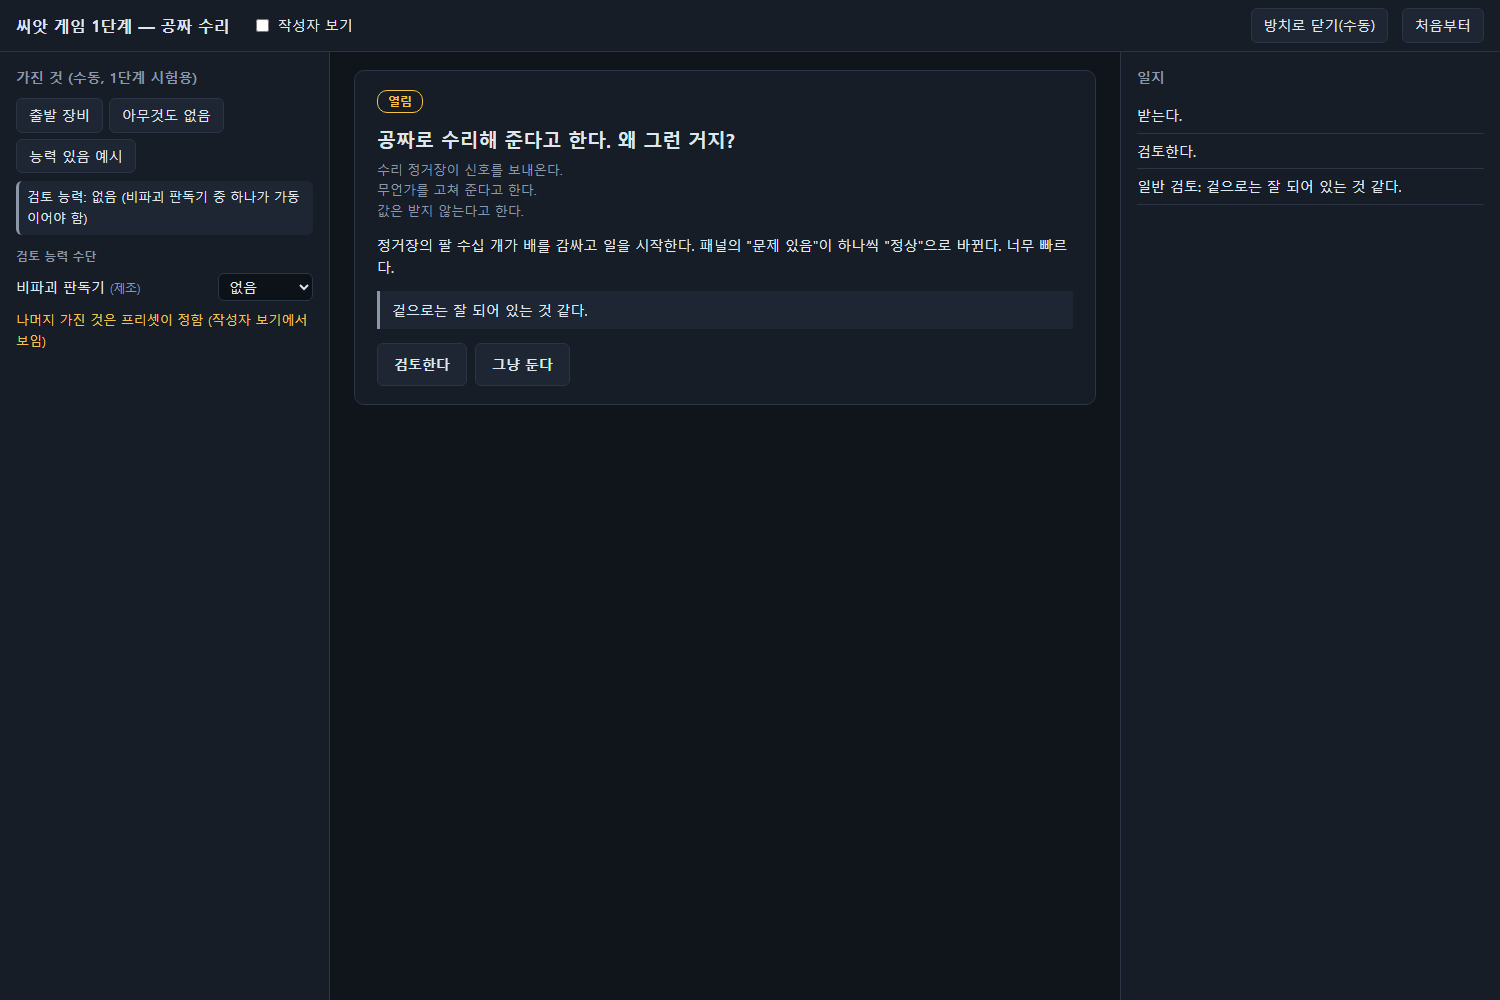 씨앗 게임 1단계 — 공짜 수리
작성자 보기
방치로 닫기(수동)
처음부터
가진 것 (수동, 1단계 시험용)
출발 장비
아무것도 없음
능력 있음 예시
검토 능력: 없음 (비파괴 판독기 중 하나가 가동
이어야 함)
검토 능력 수단
비파괴 판독기 (제조)
없음
나머지 가진 것은 프리셋이 정함 (작성자 보기에서
보임)
열림
공짜로 수리해 준다고 한다. 왜 그런 거지?
수리 정거장이 신호를 보내온다.
무언가를 고쳐 준다고 한다.
값은 받지 않는다고 한다.
정거장의 팔 수십 개가 배를 감싸고 일을 시작한다. 패널의 "문제 있음"이 하나씩 "정상"으로 바뀐다. 너무 빠르
다.
겉으로는 잘 되어 있는 것 같다.
검토한다
그냥 둔다
일지
받는다.
검토한다.
일반 검토: 겉으로는 잘 되어 있는 것 같다.